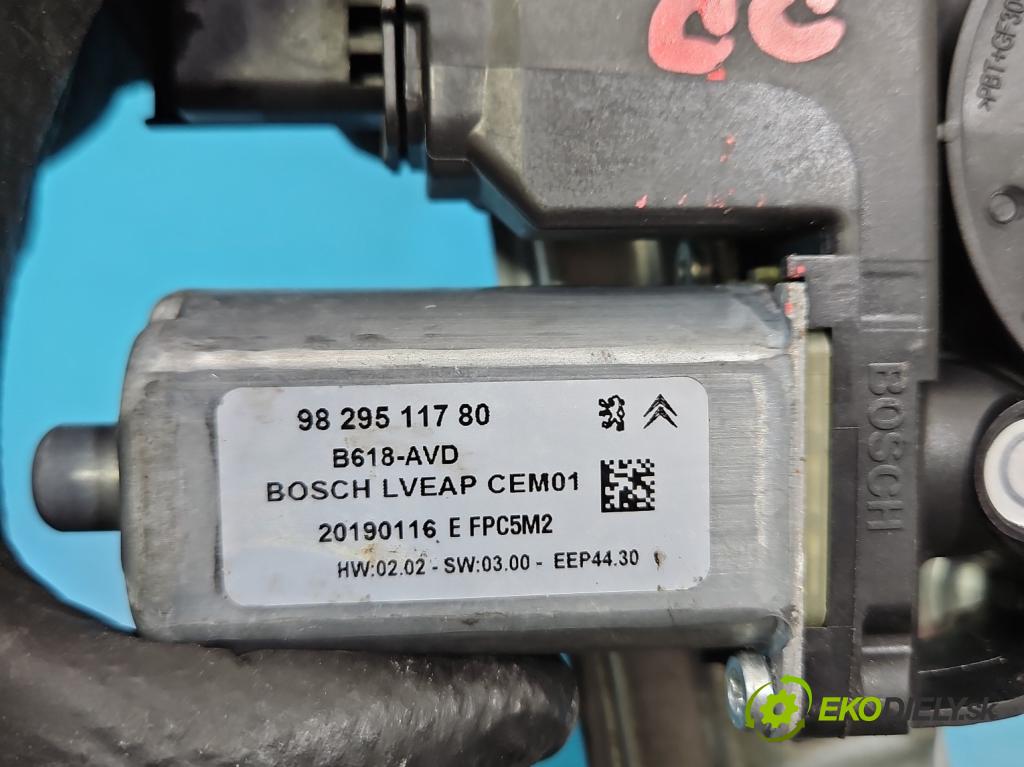 CC
>PBT+GF30
98 295 117 80
B618-AVD
BOSCH LVEAP CEM01
20190116 E FPC5M2
HW:02.02 - SW:03.00 - EEP44.30
BOSCH
EKODIELY.sk